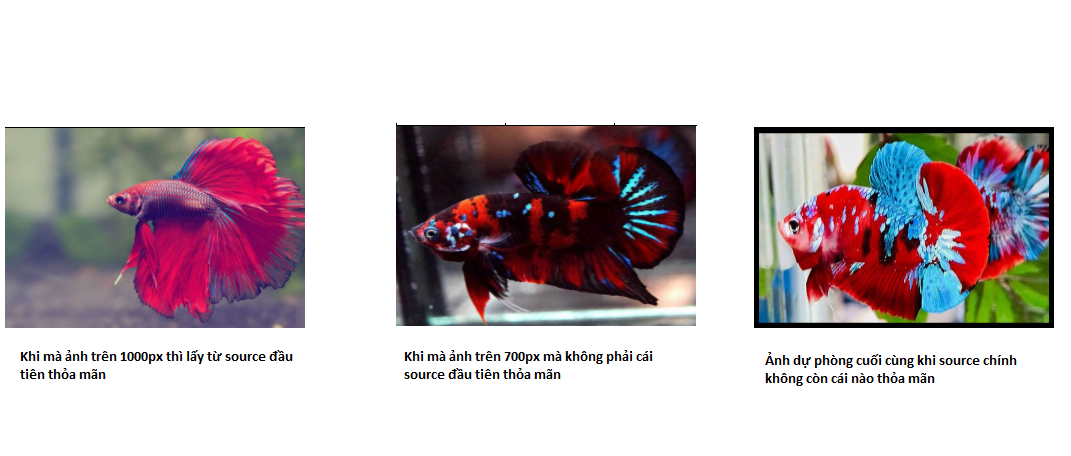 Khi mà ảnh trên 1000px thì lấy từ source đầu
tiên thỏa mãn
Khi mà ảnh trên 700px mà không phải cái
source đầu tiên thỏa mãn
Ảnh dự phòng cuối cùng khi source chính
không còn cái nào thỏa mãn